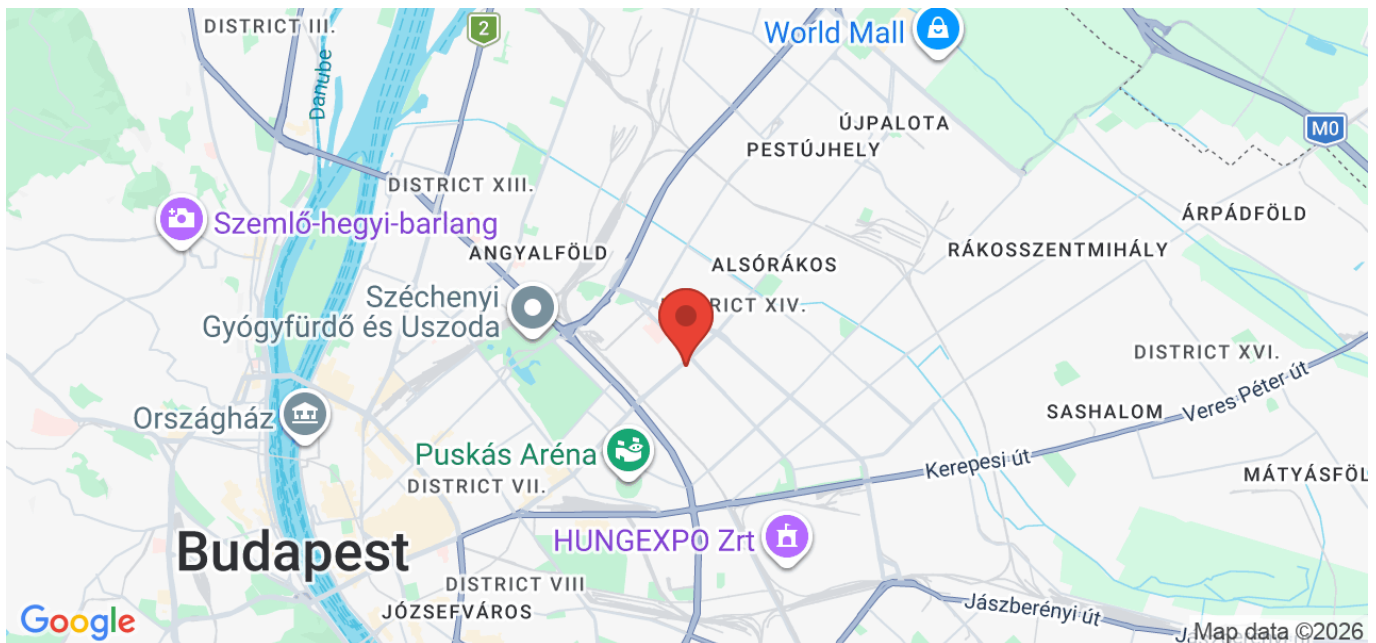 DISTRICT III.
2
World Mall
Danube
ÚJPALOTA
M0
PESTÚJHELY
DISTRICT XIII.
Szemlő-hegyi-barlang
ÁRPÁDFÖLD
ANGYALFÖLD
RÁKOSSZENTMIHÁLY
ALSÓRÁKOS
Széchenyi
Gyógyfürdő és Uszoda
RICT XIV.
DISTRICT XVI.
Veres Péter út
SASHALOM
Országház
Puskás Aréna
Kerepesi út
MÁTYÁSFÖL
DISTRICT VII.
HUNGEXPO Zrt
Budapest
DISTRICT VIII
JÓZSEFVÁROS
Jászberényi út
Google
Map data ©2026